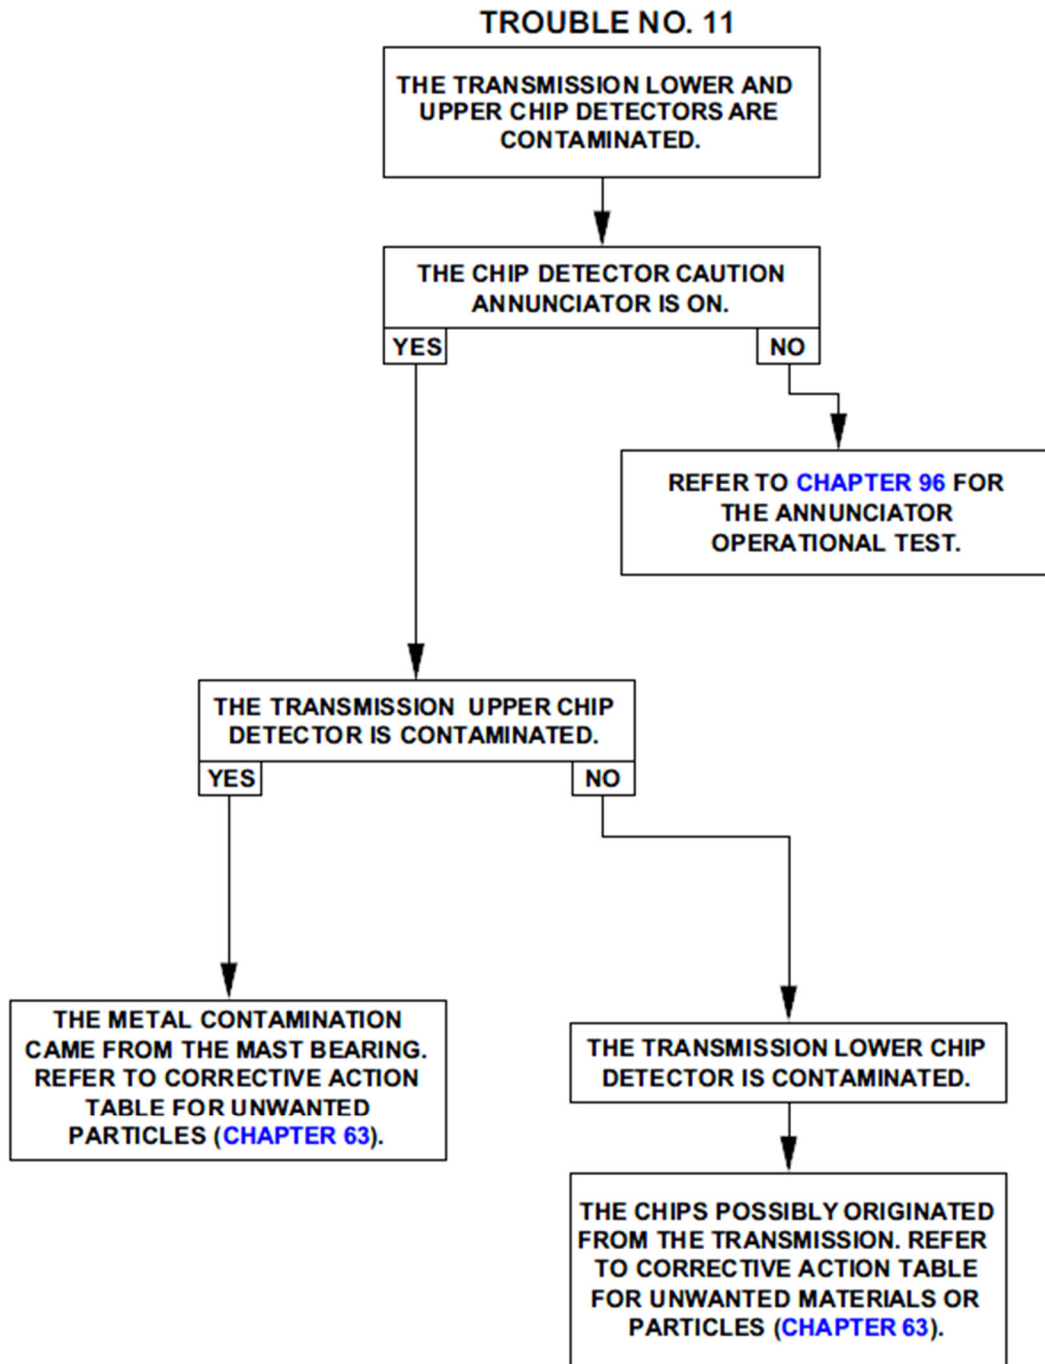 TROUBLE NO. 11
THE TRANSMISSION LOWER AND
UPPER CHIP DETECTORS ARE
CONTAMINATED.
THE CHIP DETECTOR CAUTION
ANNUNCIATOR IS ON.
YES
NO
REFER TO CHAPTER 96 FOR
THE ANNUNCIATOR
OPERATIONAL TEST.
THE TRANSMISSION UPPER CHIP
DETECTOR IS CONTAMINATED.
YES
NO
THE METAL CONTAMINATION
CAME FROM THE MAST BEARING.
REFER TO CORRECTIVE ACTION
TABLE FOR UNWANTED
PARTICLES (CHAPTER 63).
THE TRANSMISSION LOWER CHIP
DETECTOR IS CONTAMINATED.
THE CHIPS POSSIBLY ORIGINATED
FROM THE TRANSMISSION. REFER
TO CORRECTIVE ACTION TABLE
FOR UNWANTED MATERIALS OR
PARTICLES (CHAPTER 63).